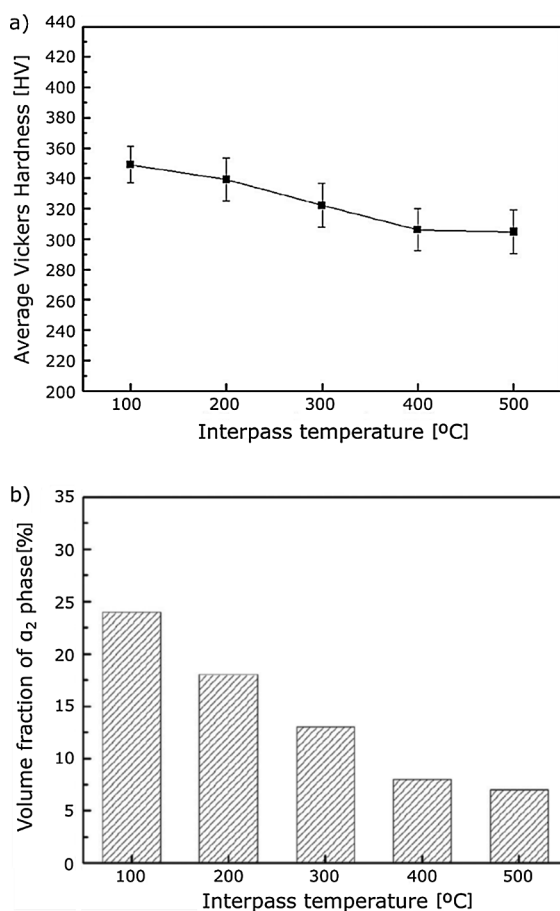 a)
Average Vickers Hardness [HV]
440
420
400
380
360
340
320
300
280
260
240
220
200
100 200 300 400 500
Interpass temperature [ºC]
b)
Volume fraction of α₂ phase[%]
35
30
25
20
15
10
5
0
100 200 300 400 500
Interpass temperature [ºC]